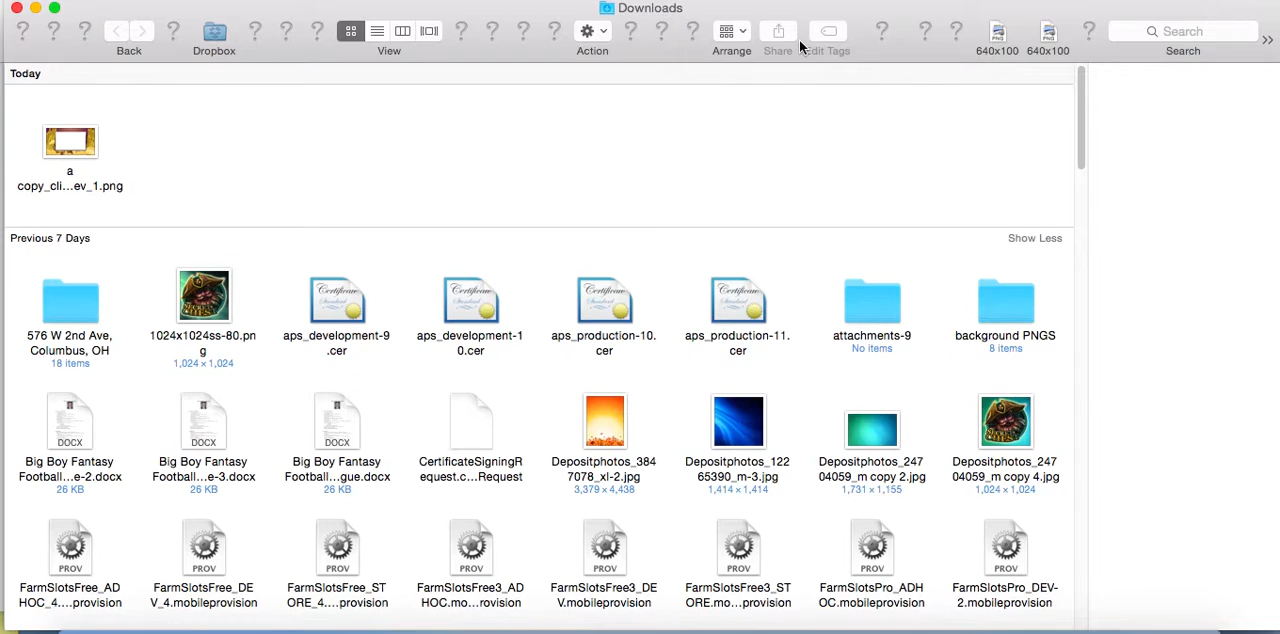 Downloads
Back
Dropbox
View
Action
Arrange
Share
Edit Tags
640x100
640x100
Search
Search
Today
a
copy_cli...ev_1.png
Previous 7 Days
Show Less
576 W 2nd Ave,
Columbus, OH
18 items
1024x1024ss-80.pn
g
1,024 × 1,024
aps_development-9
.cer
aps_development-1
0.cer
aps_production-10.
cer
aps_production-11.
cer
attachments-9
No items
background PNGS
8 items
DOCX
Big Boy Fantasy
Football...e-2.docx
26 KB
DOCX
Big Boy Fantasy
Football...e-3.docx
26 KB
DOCX
Big Boy Fantasy
Football...gue.docx
26 KB
CertificateSigningR
equest.c...Request
Depositphotos_384
7078_xl-2.jpg
3,379 × 4,438
Depositphotos_122
65390_m-3.jpg
1,414 × 1,414
Depositphotos_247
04059_m copy 2.jpg
1,731 × 1,155
Depositphotos_247
04059_m copy 4.jpg
1,024 × 1,024
PROV
FarmSlotsFree_AD
HOC_4....provision
PROV
FarmSlotsFree_DE
V_4.mobileprovision
PROV
FarmSlotsFree_ST
ORE_4....provision
PROV
FarmSlotsFree3_AD
HOC.mo...rovision
PROV
FarmSlotsFree3_DE
V.mobileprovision
PROV
FarmSlotsFree3_ST
ORE.mo...provision
PROV
FarmSlotsPro_ADH
OC.mobileprovision
PROV
FarmSlotsPro_DEV-
2.mobileprovision